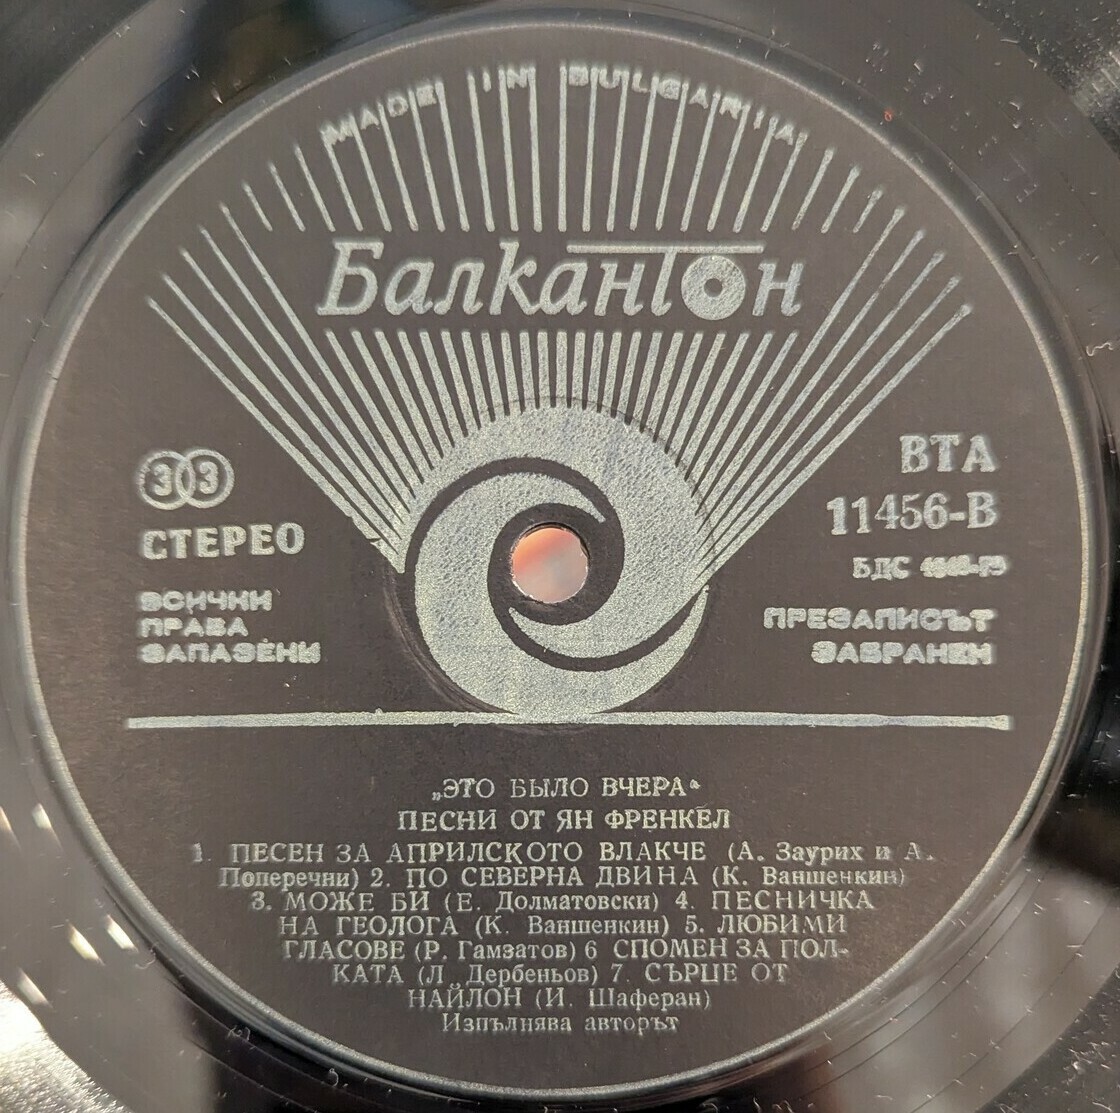 MADE IN BULGARIA
Балкантон
33
СТЕРЕО
ВСИЧКИ
ПРАВА
ЗАПАЗЕНИ
ВТА
11456-В
БДС
ПРЕЗАПИСЪТ
ЗАБРАНЕН
„ЭТО БЫЛО ВЧЕРА“
ПЕСНИ ОТ ЯН ФРЕНКЕЛ
1. ПЕСЕН ЗА АПРИЛСКОТО ВЛАКЧЕ (А. Заурих и А.
Поперечни) 2. ПО СЕВЕРНА ДВИНА (К. Ваншенкин)
3. МОЖЕ БИ (Е. Долматовски) 4. ПЕСНИЧКА
НА ГЕОЛОГА (К. Ваншенкин) 5. ЛЮБИМИ
ГЛАСОВЕ (Р. Гамзатов) 6 СПОМЕН ЗА ПОЛ-
КАТА (Л. Дербеньов) 7. СЪРЦЕ ОТ
НАЙЛОН (И. Шаферан)
Изпълнява авторът